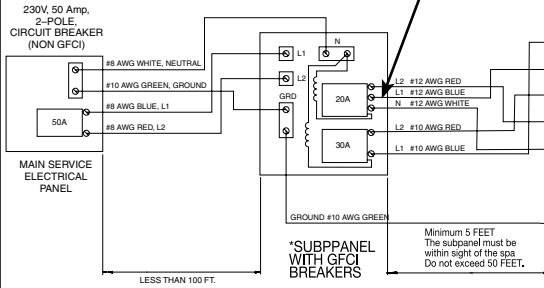 230V, 50 Amp,
2–POLE,
CIRCUIT BREAKER
(NON GFCI)
#8 AWG WHITE, NEUTRAL
#10 AWG GREEN, GROUND
#8 AWG BLUE, L1
#8 AWG RED, L2
50A
MAIN SERVICE
ELECTRICAL
PANEL
LESS THAN 100 FT.
N
L1
L2
GRD
20A
30A
L2 #12 AWG RED
L1 #12 AWG BLUE
N #12 AWG WHITE
L2 #10 AWG RED
L1 #10 AWG BLUE
GROUND #10 AWG GREEN
*SUBPPANEL
WITH GFCI
BREAKERS
Minimum 5 FEET
The subpanel must be
within sight of the spa
Do not exceed 50 FEET.